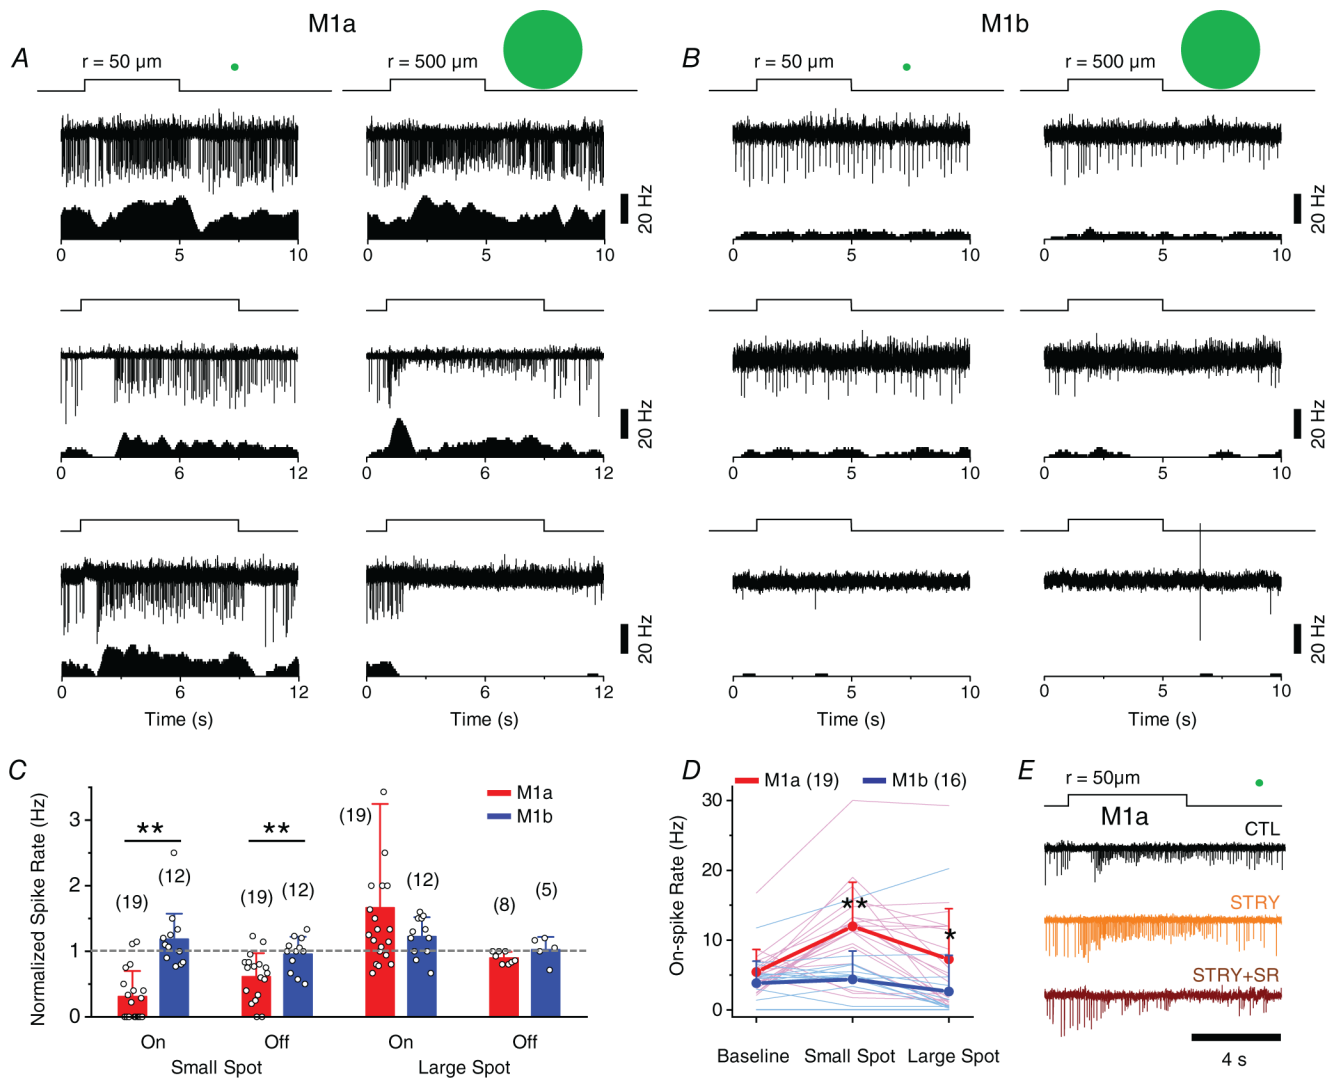 M1a
M1b
A
r = 50 µm
r = 500 µm
B
r = 50 µm
r = 500 µm
20 Hz
20 Hz
0 5 10
0 5 10
0 5 10
0 5 10
20 Hz
20 Hz
0 6 12
0 6 12
0 5 10
0 5 10
20 Hz
20 Hz
0 6 12
0 6 12
0 5 10
0 5 10
Time (s)
Time (s)
Time (s)
Time (s)
C
Normalized Spike Rate (Hz)
3
2
1
0
M1a
M1b
**
**
(19)
(12)
(19)
(12)
(19)
(12)
(8)
(5)
On
Off
On
Off
Small Spot
Large Spot
D
M1a (19)
M1b (16)
On-spike Rate (Hz)
30
20
10
0
**
*
Baseline
Small Spot
Large Spot
E
r = 50µm
M1a
CTL
STRY
STRY+SR
4 s